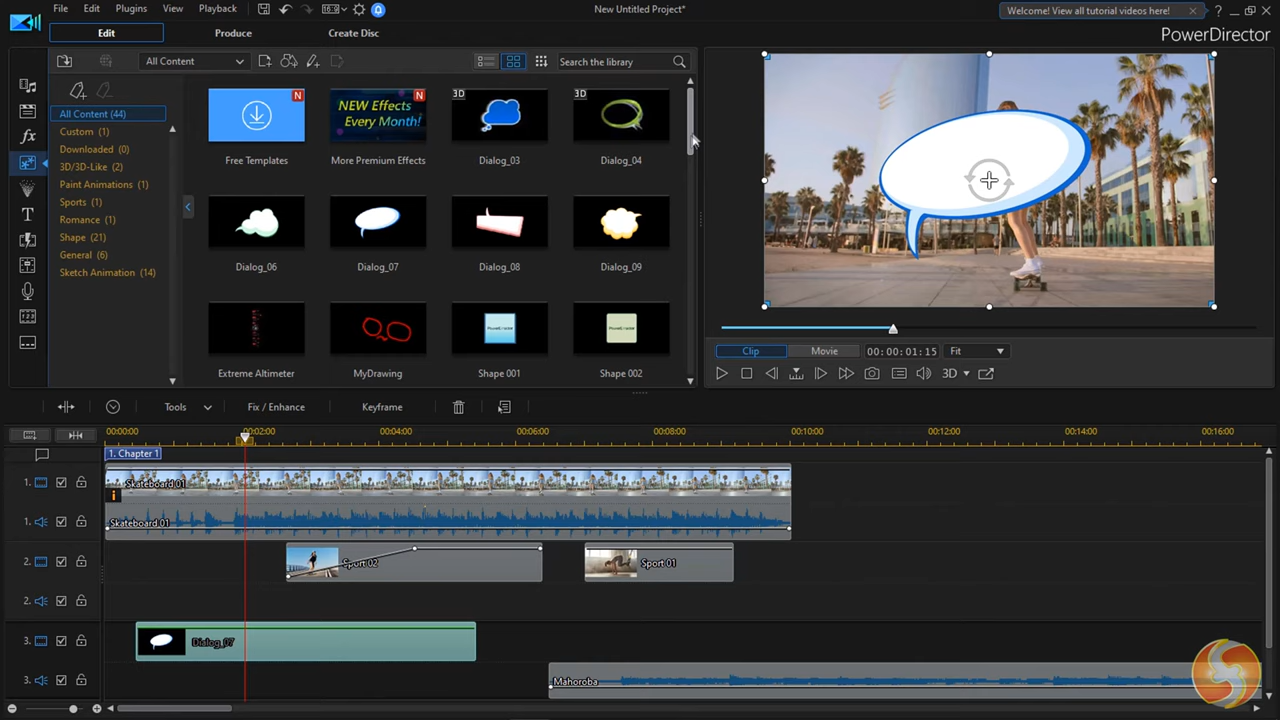 File Edit Plugins View Playback
New Untitled Project*
Welcome! View all tutorial videos here!
Edit Produce Create Disc
PowerDirector
All Content
Search the library
All Content (44)
Custom (1)
Downloaded (0)
3D/3D-Like (2)
Paint Animations (1)
Sports (1)
Romance (1)
Shape (21)
General (6)
Sketch Animation (14)
N
NEW Effects
Every Month!
N
3D
3D
Free Templates More Premium Effects Dialog_03 Dialog_04
Dialog_06 Dialog_07 Dialog_08 Dialog_09
Extreme Altimeter MyDrawing Shape 001 Shape 002
Clip Movie 00:00:01:15 Fit
3D
Tools Fix / Enhance Keyframe
00:00:00 00:02:00 00:04:00 00:06:00 00:08:00 00:10:00 00:12:00 00:14:00 00:16:00
1. Chapter 1
1. Skateboard 01
1. Skateboard 01
2. Sport 02 Sport 01
2.
3. Dialog_07
3. Mahoroba